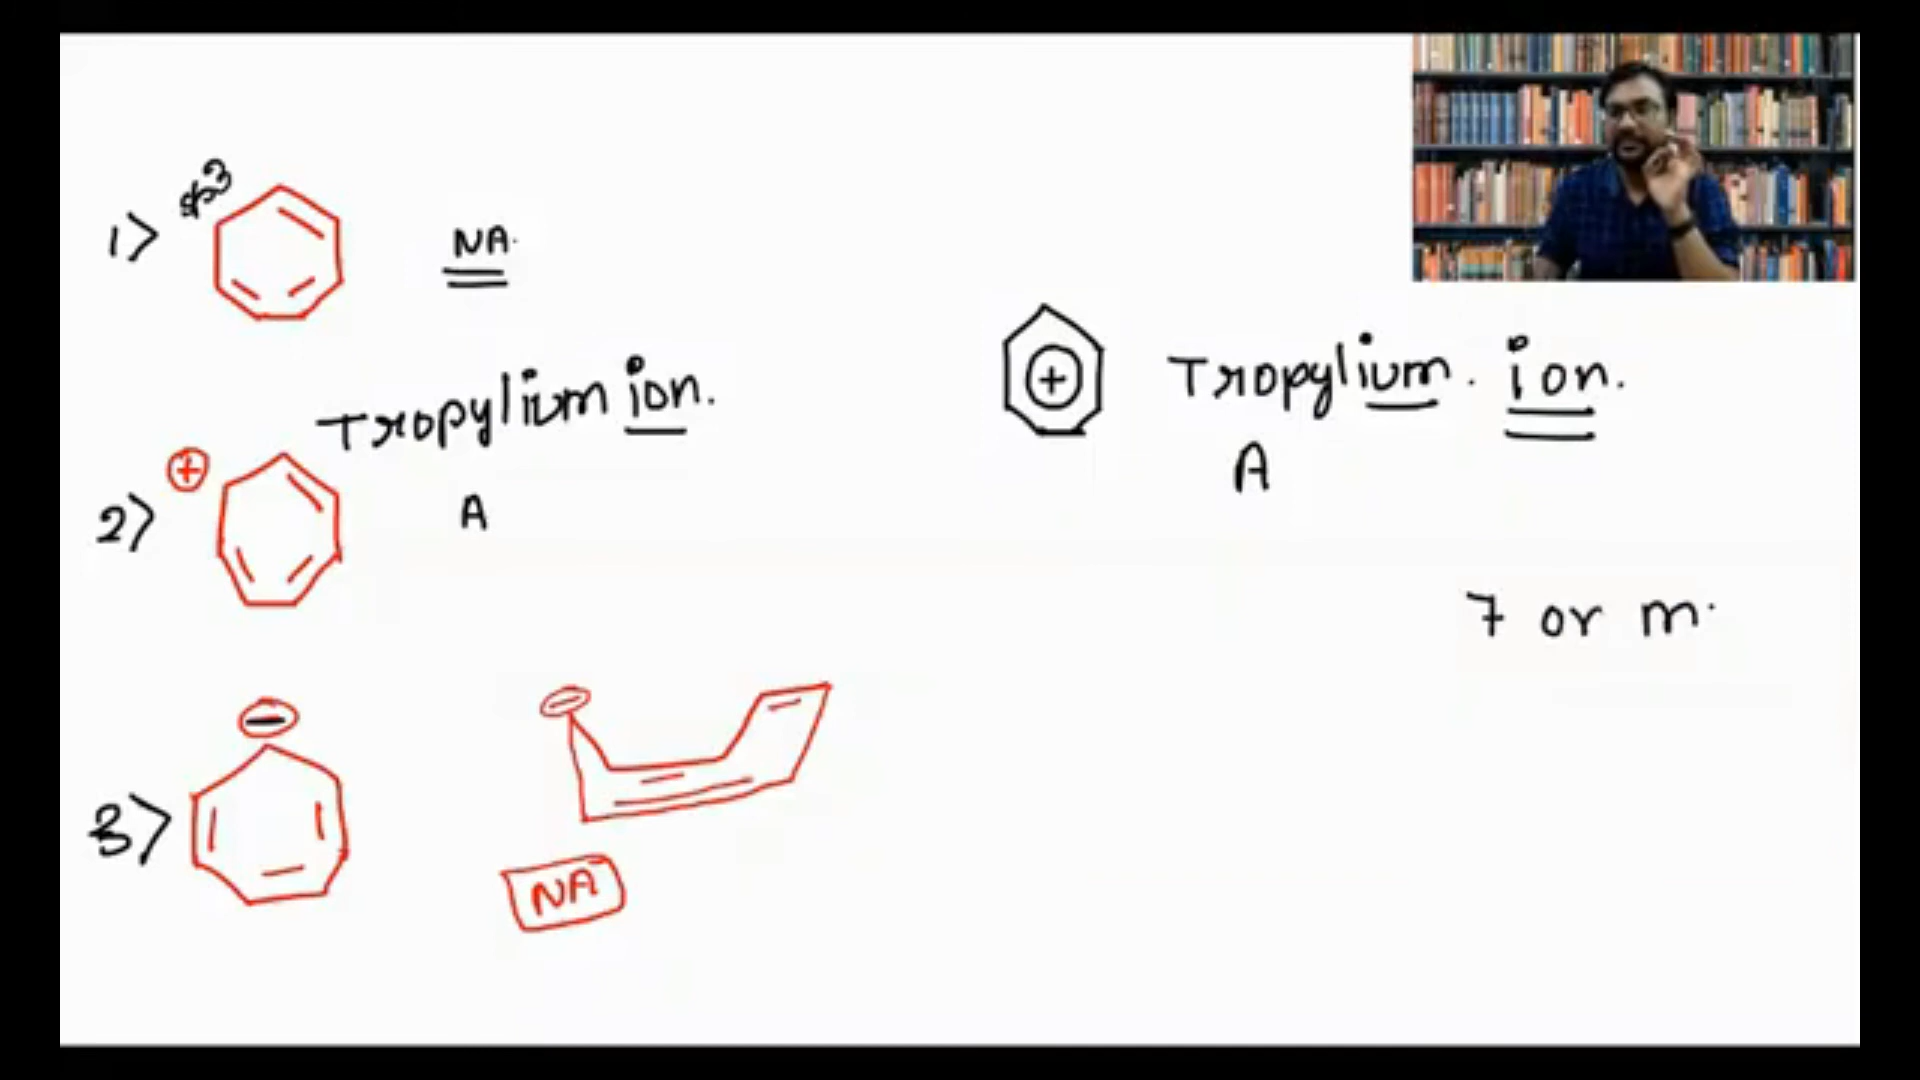 1> sp3
NA.
Tropylium ion.
2> +
A
+ Tropylium. ion.
A
7 or m.
3> −
−
NA